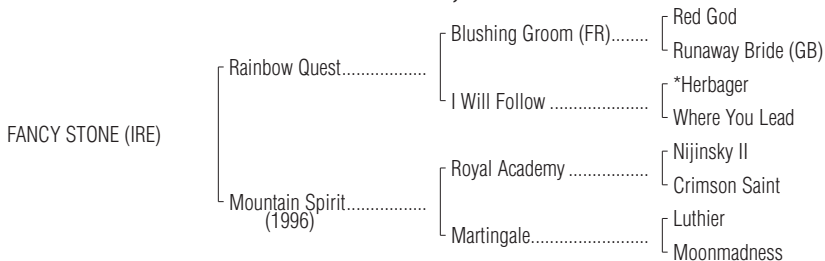 Red God
Blushing Groom (FR)........
Runaway Bride (GB)
Rainbow Quest..................
*Herbager
I Will Follow .....................
Where You Lead
FANCY STONE (IRE)
Nijinsky II
Royal Academy .................
Crimson Saint
Mountain Spirit.................
(1996)
Luthier
Martingale.........................
Moonmadness